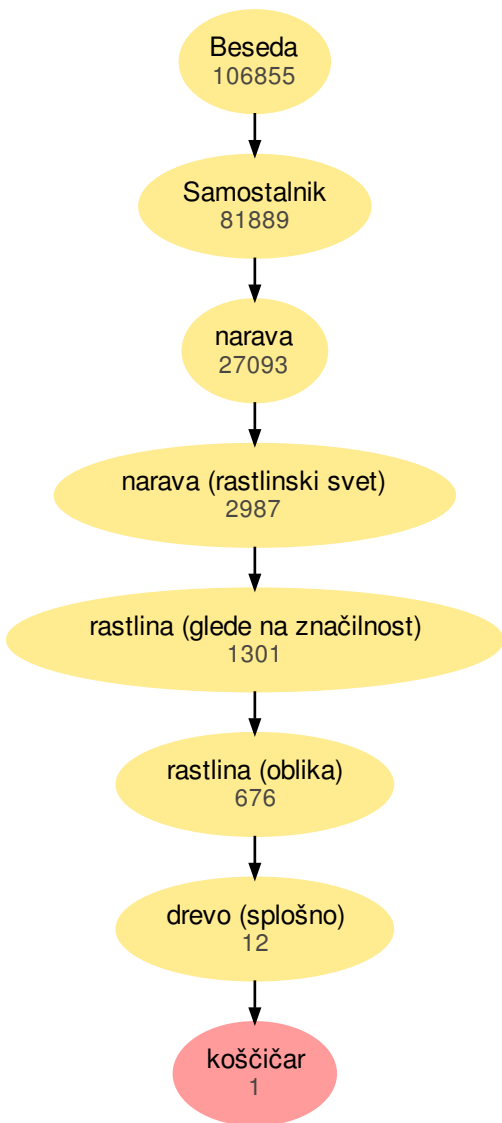 Beseda
106855
Samostalnik
81889
narava
27093
narava (rastlinski svet)
2987
rastlina (glede na značilnost)
1301
rastlina (oblika)
676
drevo (splošno)
12
koščičar
1